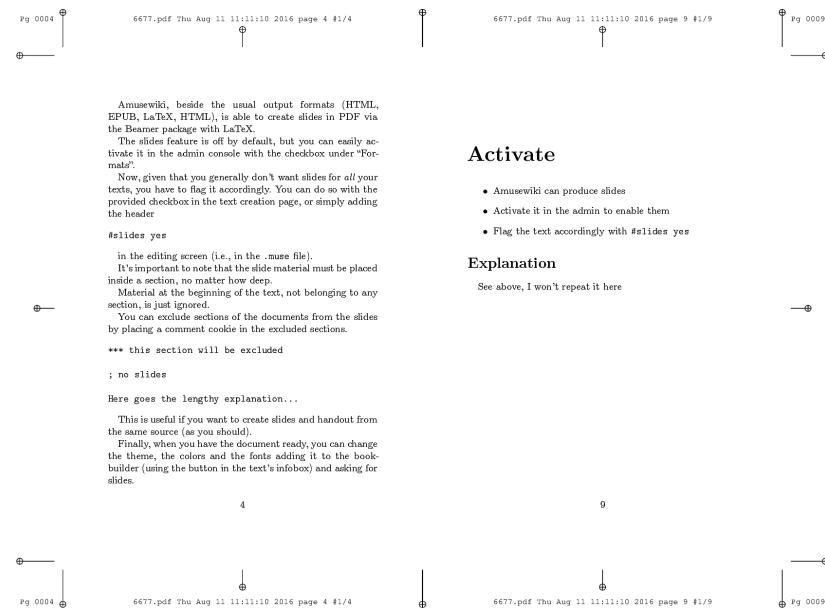 Pg 0004 6677.pdf Thu Aug 11 11:11:10 2016 page 4 #1/4
6677.pdf Thu Aug 11 11:11:10 2016 page 9 #1/9 Pg 0009
Amusewiki, beside the usual output formats (HTML,
EPUB, LaTeX, HTML), is able to create slides in PDF via
the Beamer package with LaTeX.
The slides feature is off by default, but you can easily ac-
tivate it in the admin console with the checkbox under “For-
mats”.
Now, given that you generally don’t want slides for all your
texts, you have to flag it accordingly. You can do so with the
provided checkbox in the text creation page, or simply adding
the header
#slides yes
in the editing screen (i.e., in the .muse file).
It’s important to note that the slide material must be placed
inside a section, no matter how deep.
Material at the beginning of the text, not belonging to any
section, is just ignored.
You can exclude sections of the documents from the slides
by placing a comment cookie in the excluded sections.
*** this section will be excluded
; no slides
Here goes the lengthy explanation...
This is useful if you want to create slides and handout from
the same source (as you should).
Finally, when you have the document ready, you can change
the theme, the colors and the fonts adding it to the book-
builder (using the button in the text’s infobox) and asking for
slides.
4
Activate
• Amusewiki can produce slides
• Activate it in the admin to enable them
• Flag the text accordingly with #slides yes
Explanation
See above, I won’t repeat it here
9
Pg 0004 6677.pdf Thu Aug 11 11:11:10 2016 page 4 #1/4
6677.pdf Thu Aug 11 11:11:10 2016 page 9 #1/9 Pg 0009